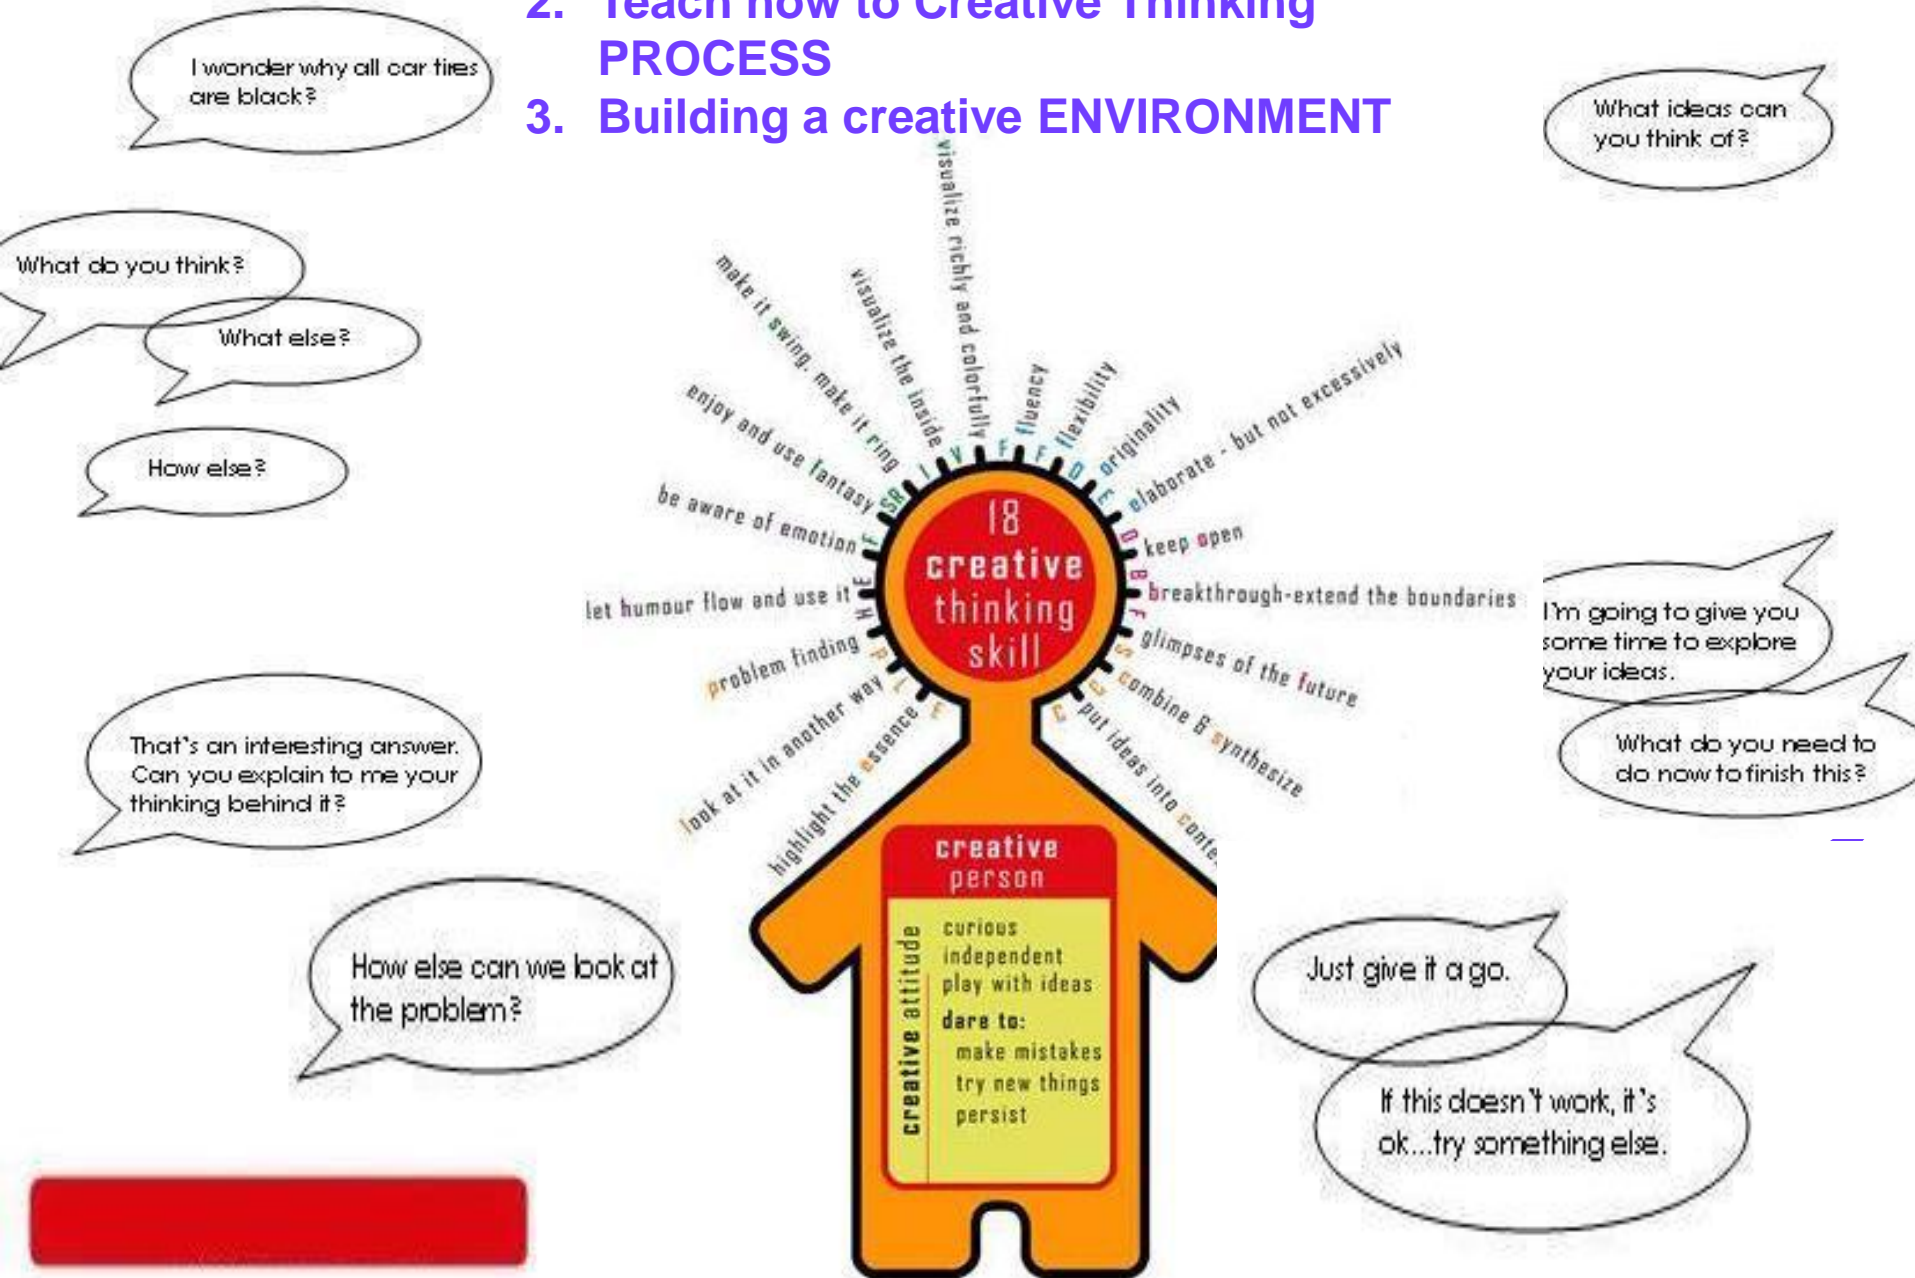 2. Teach how to Creative Thinking
PROCESS
3. Building a creative ENVIRONMENT
I wonder why all car tires
are black?
What ideas can
you think of?
What do you think?
What else?
How else?
That's an interesting answer.
Can you explain to me your
thinking behind it?
How else can we look at
the problem?
I'm going to give you
some time to explore
your ideas.
What do you need to
do now to finish this?
Just give it a go.
If this doesn't work, it's
ok...try something else.
highlight the essence
look at it in another way
problem finding
let humour flow and use it
be aware of emotion
enjoy and use fantasy
make it swing, make it ring
visualize the inside
visualize richly and colorfully
fluency
flexibility
originality
elaborate - but not excessively
keep open
breakthrough-extend the boundaries
glimpses of the future
combine & synthesize
put ideas into
E
L
P
H
E
F
SR
I
V
F
F
O
E
O
B
F
S
C
18
creative
thinking
skill
creative
person
creative attitude
curious
independent
play with ideas
dare to:
make mistakes
try new things
persist